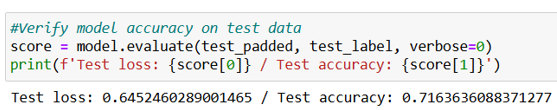 #Verify model accuracy on test data
score = model.evaluate(test_padded, test_label, verbose=0)
print(f'Test loss: {score[0]} / Test accuracy: {score[1]}')
Test loss: 0.6452460289001465 / Test accuracy: 0.7163636088371277